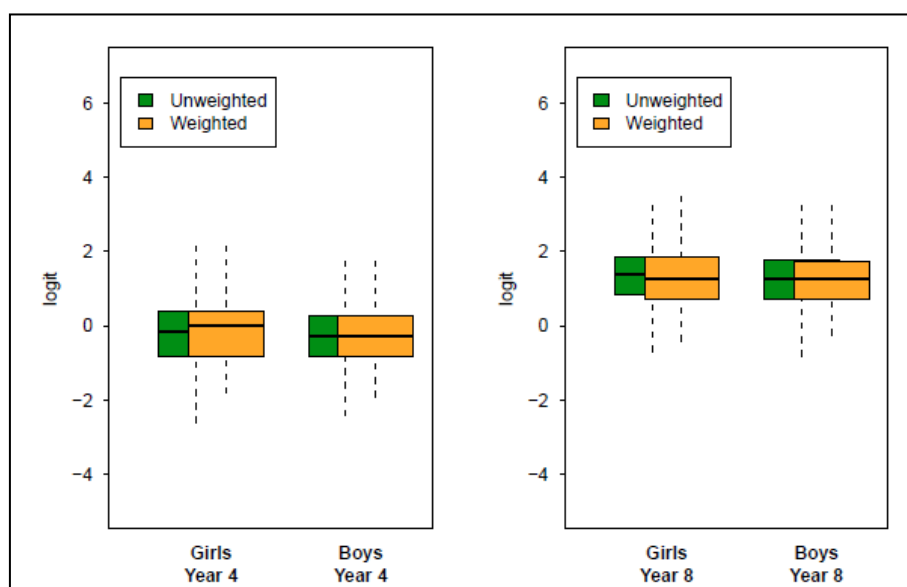 Unweighted
Weighted
logit
6
4
2
0
−2
−4
Girls
Year 4
Boys
Year 4
Unweighted
Weighted
logit
6
4
2
0
−2
−4
Girls
Year 8
Boys
Year 8